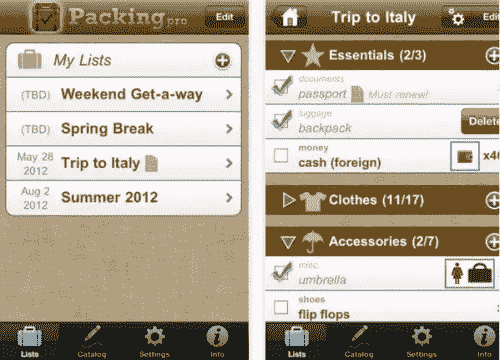 Packing pro
Edit
My Lists
(TBD) Weekend Get-a-way
(TBD) Spring Break
May 28
2012
Trip to Italy
Aug 2
2012
Summer 2012
Lists
Catalog
Settings
Info
Trip to Italy
Edi
Essentials (2/3)
documents
passport Must renew!
luggage
backpack
Delete
money
cash (foreign)
Clothes (11/17)
Accessories (2/7)
misc
umbrella
shoes
flip flops
Lists
Catalog
Settings
Info